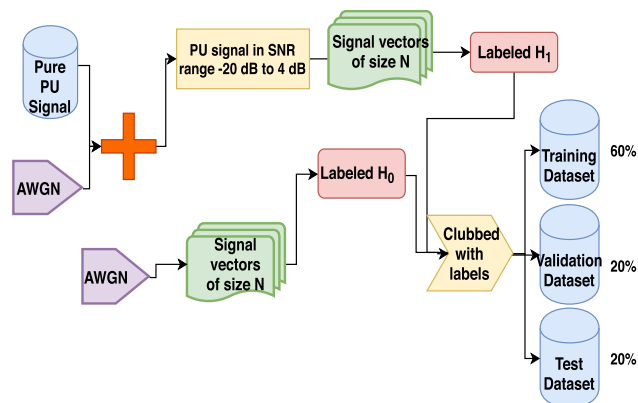 Pure
PU
Signal
AWGN
PU signal in SNR
range -20 dB to 4 dB
Signal vectors
of size N
Labeled H1
AWGN
Signal
vectors
of size N
Labeled H0
Clubbed
with
labels
Training
Dataset
60%
Validation
Dataset
20%
Test
Dataset
20%